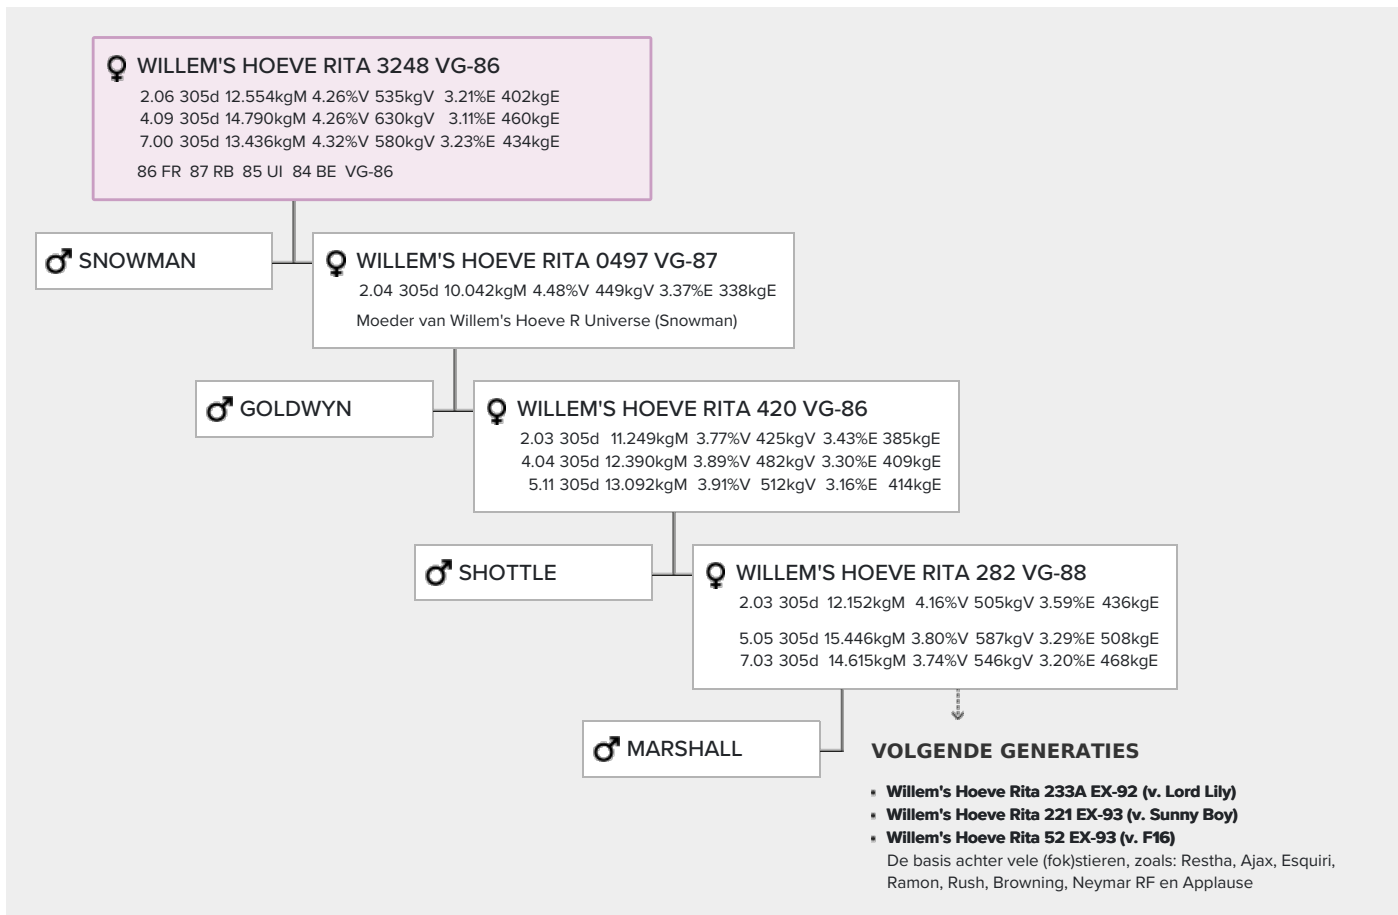 WILLEM'S HOEVE RITA 3248 VG-86
2.06 305d 12.554kgM 4.26%V 535kgV 3.21%E 402kgE
4.09 305d 14.790kgM 4.26%V 630kgV 3.11%E 460kgE
7.00 305d 13.436kgM 4.32%V 580kgV 3.23%E 434kgE
86 FR 87 RB 85 UI 84 BE VG-86
SNOWMAN
WILLEM'S HOEVE RITA 0497 VG-87
2.04 305d 10.042kgM 4.48%V 449kgV 3.37%E 338kgE
Moeder van Willem's Hoeve R Universe (Snowman)
GOLDWYN
WILLEM'S HOEVE RITA 420 VG-86
2.03 305d 11.249kgM 3.77%V 425kgV 3.43%E 385kgE
4.04 305d 12.390kgM 3.89%V 482kgV 3.30%E 409kgE
5.11 305d 13.092kgM 3.91%V 512kgV 3.16%E 414kgE
SHOTTLE
WILLEM'S HOEVE RITA 282 VG-88
2.03 305d 12.152kgM 4.16%V 505kgV 3.59%E 436kgE
5.05 305d 15.446kgM 3.80%V 587kgV 3.29%E 508kgE
7.03 305d 14.615kgM 3.74%V 546kgV 3.20%E 468kgE
MARSHALL
VOLGENDE GENERATIES
Willem's Hoeve Rita 233A EX-92 (v. Lord Lily)
Willem's Hoeve Rita 221 EX-93 (v. Sunny Boy)
Willem's Hoeve Rita 52 EX-93 (v. F16)
De basis achter vele (fok)stieren, zoals: Restha, Ajax, Esquiri,
Ramon, Rush, Browning, Neymar RF en Applause